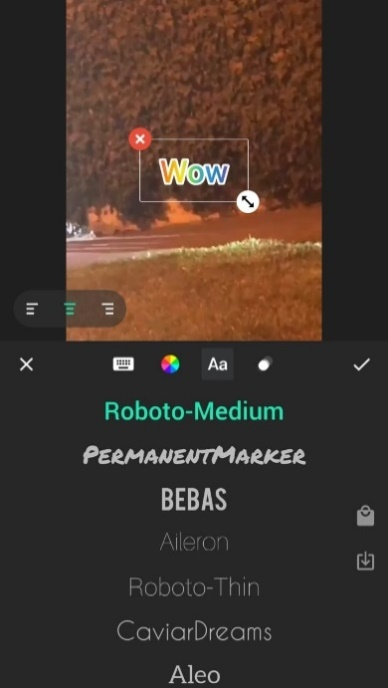 Wow
Aa
Roboto-Medium
PERMANENTMARKER
BEBAS
Aileron
Roboto-Thin
CaviarDreams
Aleo